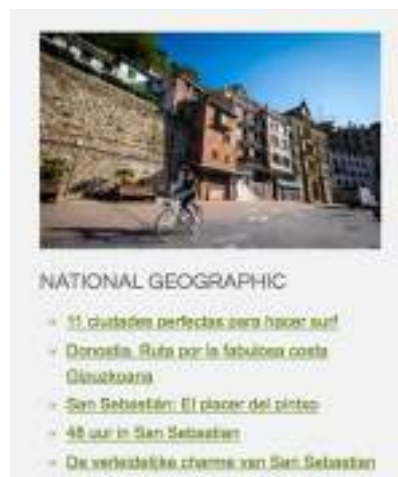 NATIONAL GEOGRAPHIC
11 ciudades perfectas para hacer surf
Donostia. Ruta por la fabulosa costa
Gipuzkoana
San Sebastián: El placer del pintxo
48 uur in San Sebastian
De verleidelijke charme van San Sebastian